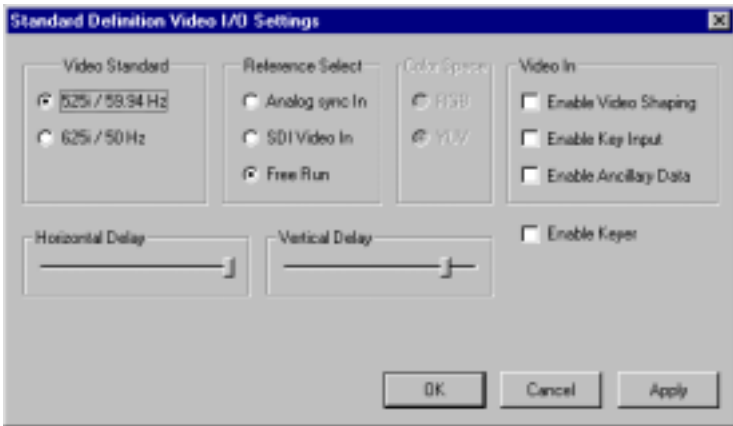 Standard Definition Video I/O Settings
Video Standard
525i / 59.94 Hz
625i / 50 Hz
Reference Select
Analog sync In
SDI Video In
Free Run
Color Space
RGB
YUV
Video In
Enable Video Shaping
Enable Key Input
Enable Ancillary Data
Horizontal Delay
Vertical Delay
Enable Keyer
OK
Cancel
Apply